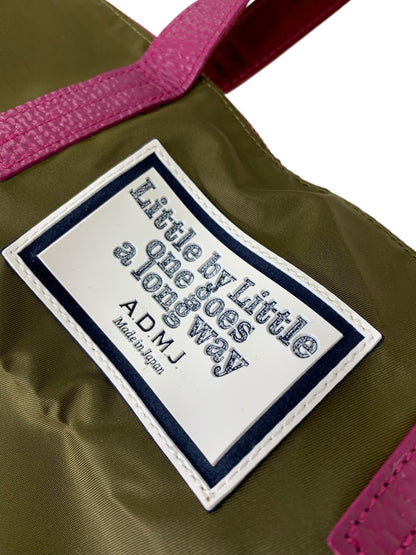 Little by Little
one goes
a long way
A D M J.
Made in Japan